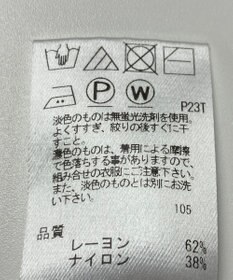 P W
P23T
淡色のものは無蛍光洗剤を使用。
よくすすぎ、絞りの後すぐに干
すこと。
濃色のものは、着用による摩擦
で色落ちする事がありますので、
組み合せの衣服にご注意下さい。
また、淡色のものとは別にお洗
い下さい。
105
品質
レーヨン 62%
ナイロン 38%